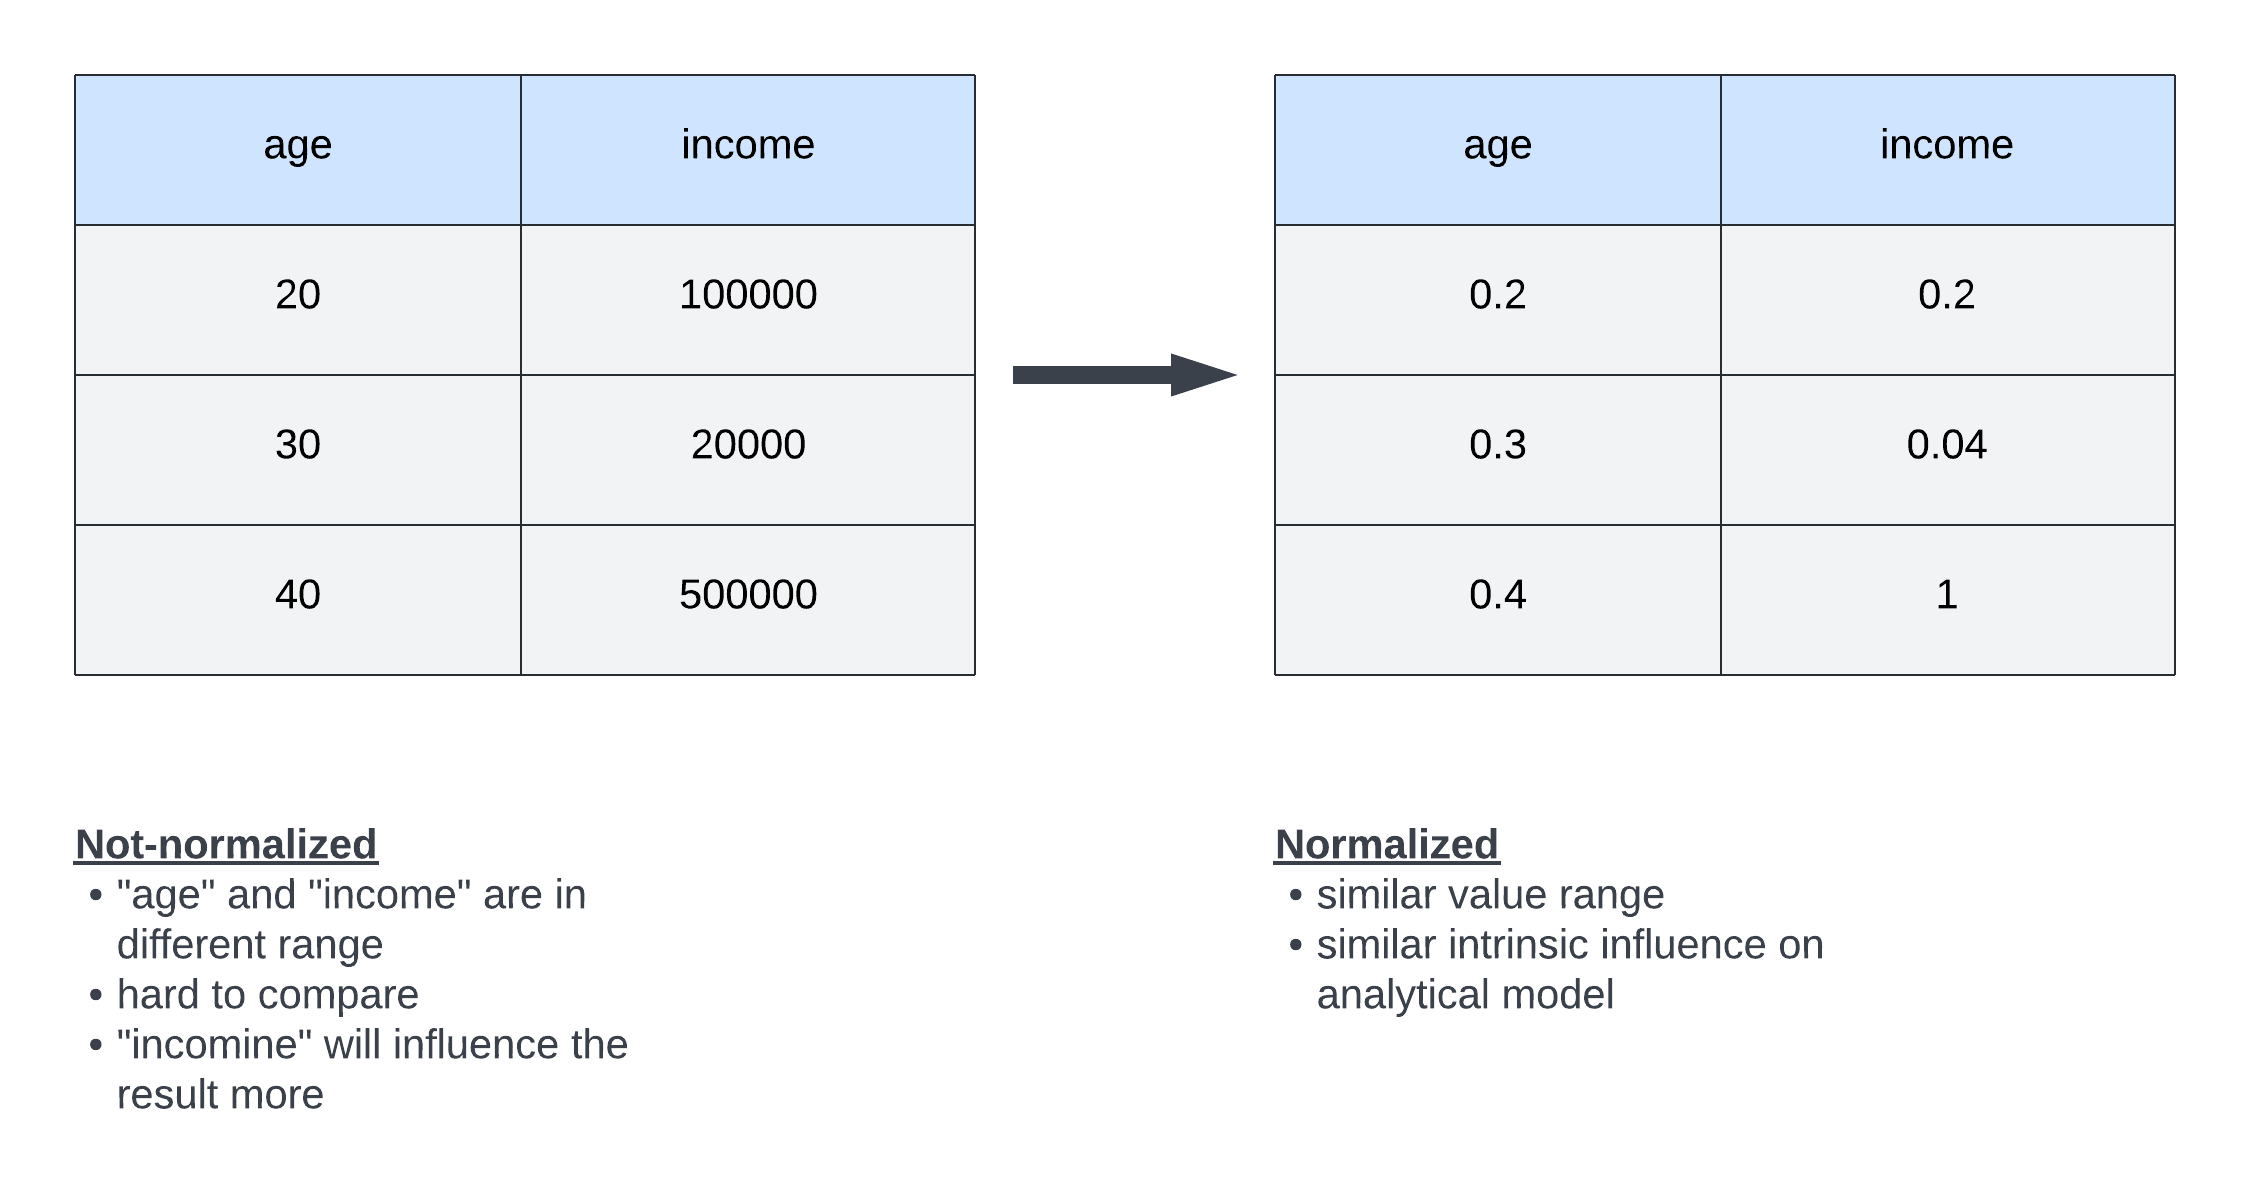 age income
20 100000
30 20000
40 500000
age income
0.2 0.2
0.3 0.04
0.4 1
Not-normalized
• "age" and "income" are in
different range
• hard to compare
• "incomine" will influence the
result more
Normalized
• similar value range
• similar intrinsic influence on
analytical model